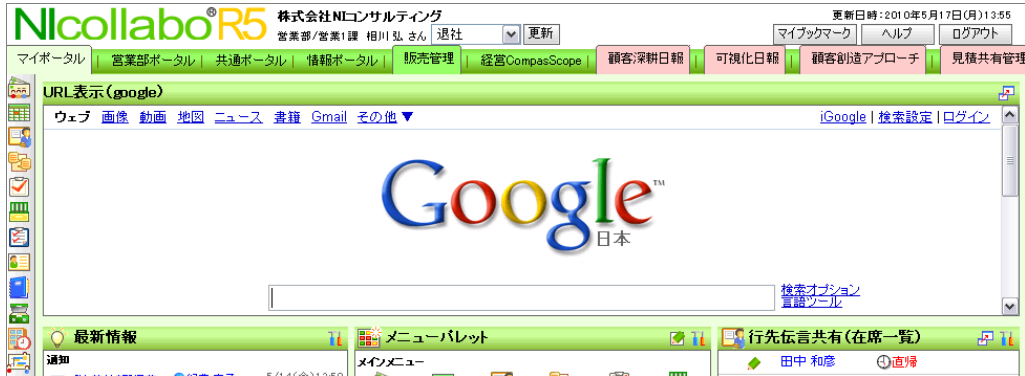 NIcollabo® R5 株式会社NIコンサルティング 更新日時:2010年5月17日(月)13:55
営業部/営業1課 相川 弘 さん 退社 更新 マイブックマーク ヘルプ ログアウト
マイポータル | 営業部ポータル | 共通ポータル | 情報ポータル | 販売管理 | 経営CompasScope | 顧客深耕日報 | 可視化日報 | 顧客創造アプローチ | 見積共有管理
URL表示(google)
ウェブ 画像 動画 地図 ニュース 書籍 Gmail その他 ▼ iGoogle | 検索設定 | ログイン
Google™
日本
検索オプション
言語ツール
最新情報 メニューパレット 行先伝言共有(在席一覧)
通知 メインメニュー 田中 和彦 直帰